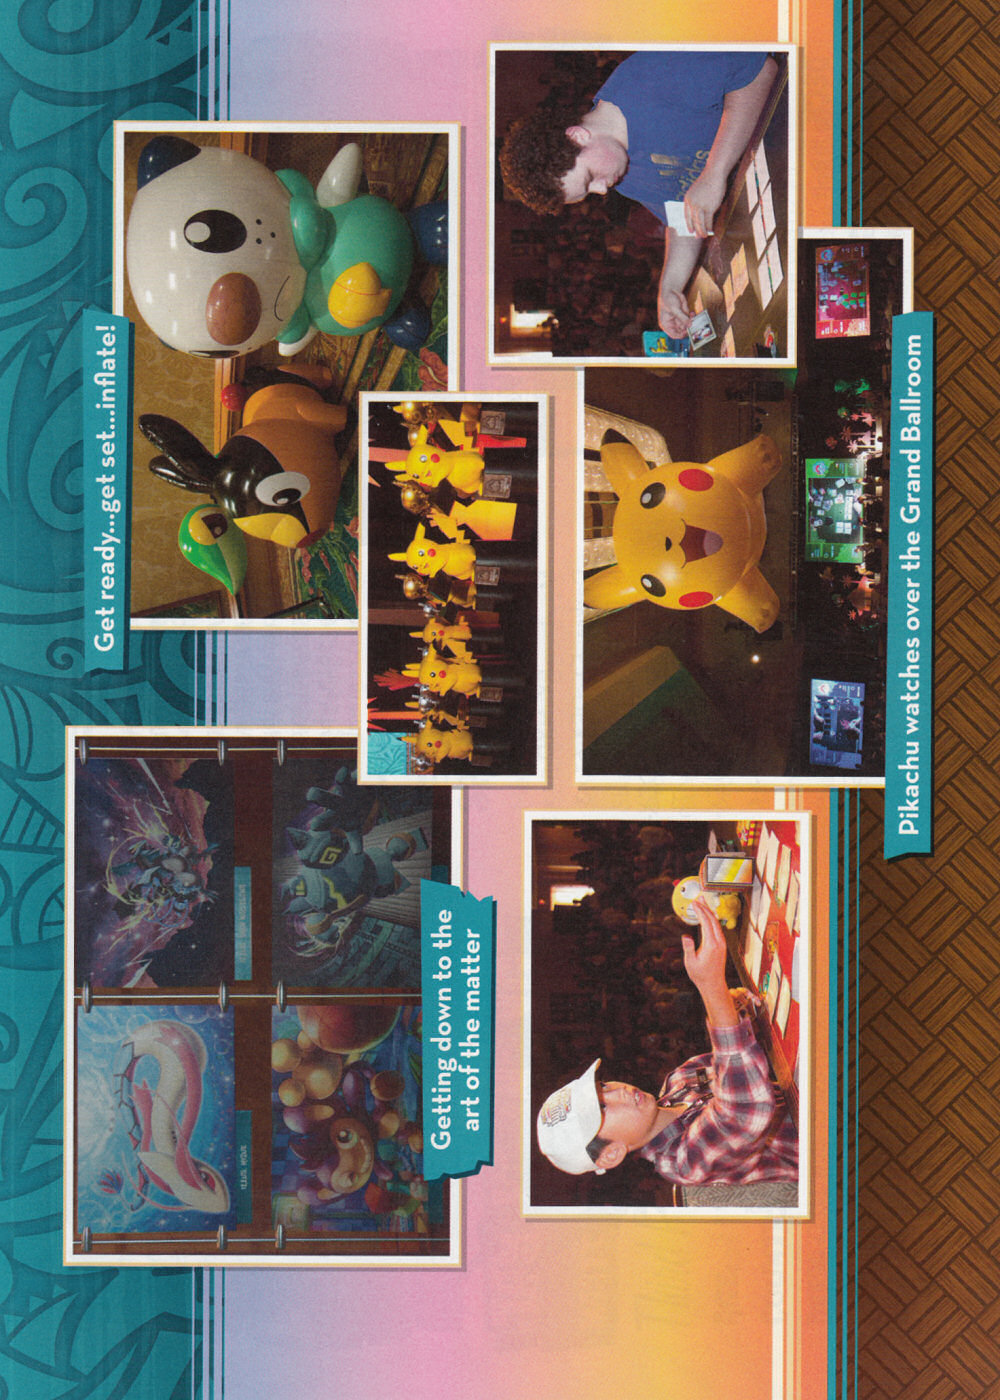 Get ready...get set...inflate!
Getting down to the
art of the matter
adidas
Pikachu watches over the Grand Ballroom